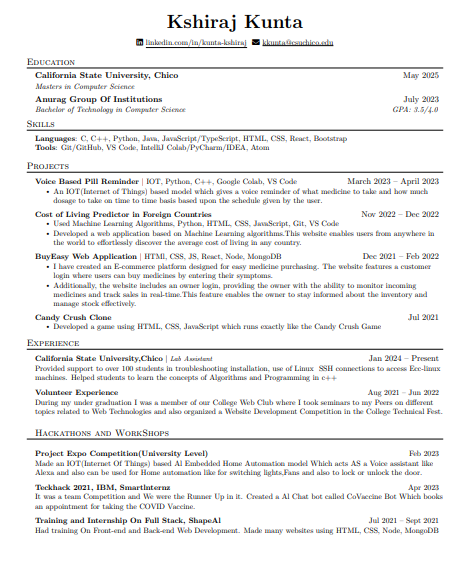 Kshiraj Kunta
linkedin.com/in/kunta-kshiraj kkunta@csuchico.edu
Education
California State University, Chico May 2025
Masters in Computer Science
Anurag Group Of Institutions July 2023
Bachelor of Technology in Computer Science GPA: 3.5/4.0
Skills
Languages: C, C++, Python, Java, JavaScript/TypeScript, HTML, CSS, React, Bootstrap
Tools: Git/GitHub, VS Code, IntelliJ Colab/PyCharm/IDEA, Atom
Projects
Voice Based Pill Reminder | IOT, Python, C++, Google Colab, VS Code March 2023 – April 2023
• An IOT(Internet of Things) based model which gives a voice reminder of what medicine to take and how much
dosage to take on time to time basis based upon the schedule given by the user.
Cost of Living Predictor in Foreign Countries Nov 2022 – Dec 2022
• Used Machine Learning Algorithms, Python, HTML, CSS, JavaScript, Git, VS Code
• Developed a web application based on Machine Learning algorithms.This website enables users from anywhere in
the world to effortlessly discover the average cost of living in any country.
BuyEasy Web Application | HTMl, CSS, JS, React, Node, MongoDB Dec 2021 – Feb 2022
• I have created an E-commerce platform designed for easy medicine purchasing. The website features a customer
login where users can buy medicines by entering their symptoms.
• Additionally, the website includes an owner login, providing the owner with the ability to monitor incoming
medicines and track sales in real-time.This feature enables the owner to stay informed about the inventory and
manage stock effectively.
Candy Crush Clone Jul 2021
• Developed a game using HTML, CSS, JavaScript which runs exactly like the Candy Crush Game
Experience
California State University,Chico | Lab Assistant Jan 2024 – Present
Provided support to over 100 students in troubleshooting installation, use of Linux SSH connections to access Ecc-linux
machines. Helped students to learn the concepts of Algorithms and Programming in c++
Volunteer Experience Aug 2021 – Jun 2022
During my under graduation I was a member of our College Web Club where I took seminars to my Peers on different
topics related to Web Technologies and also organized a Website Development Competition in the College Technical Fest.
Hackathons and WorkShops
Project Expo Competition(University Level) Feb 2023
Made an IOT(Internet Of Things) based Al Embedded Home Automation model Which acts AS a Voice assistant like
Alexa and also can be used for Home automation like for switching lights,Fans and also to lock or unlock the door.
Teckhack 2021, IBM, SmartInternz Apr 2023
It was a team Competition and We were the Runner Up in it. Created a Al Chat bot called CoVaccine Bot Which books
an appointment for taking the COVID Vaccine.
Training and Internship On Full Stack, ShapeAI Jul 2021 – Sept 2021
Had training On Front-end and Back-end Web Development. Made many websites using HTML, CSS, Node, MongoDB